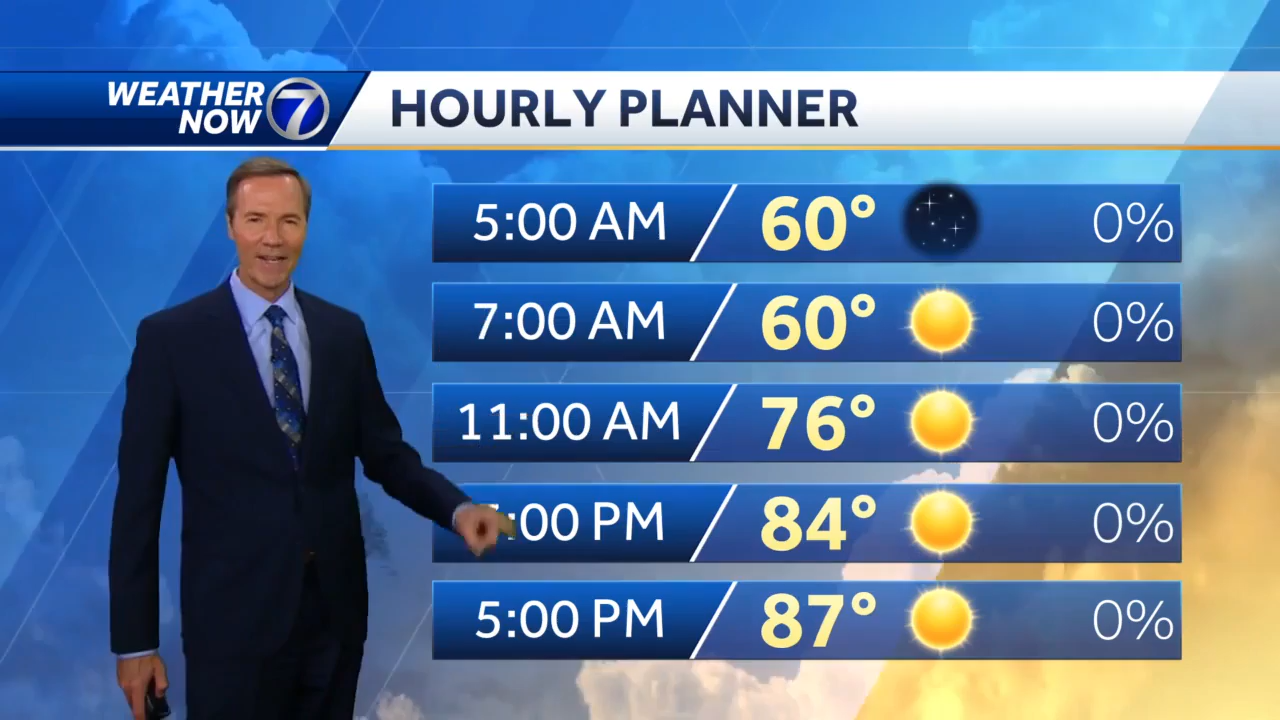 WEATHER
NOW 7
HOURLY PLANNER
5:00 AM 60° 0%
7:00 AM 60° 0%
11:00 AM 76° 0%
:00 PM 84° 0%
5:00 PM 87° 0%